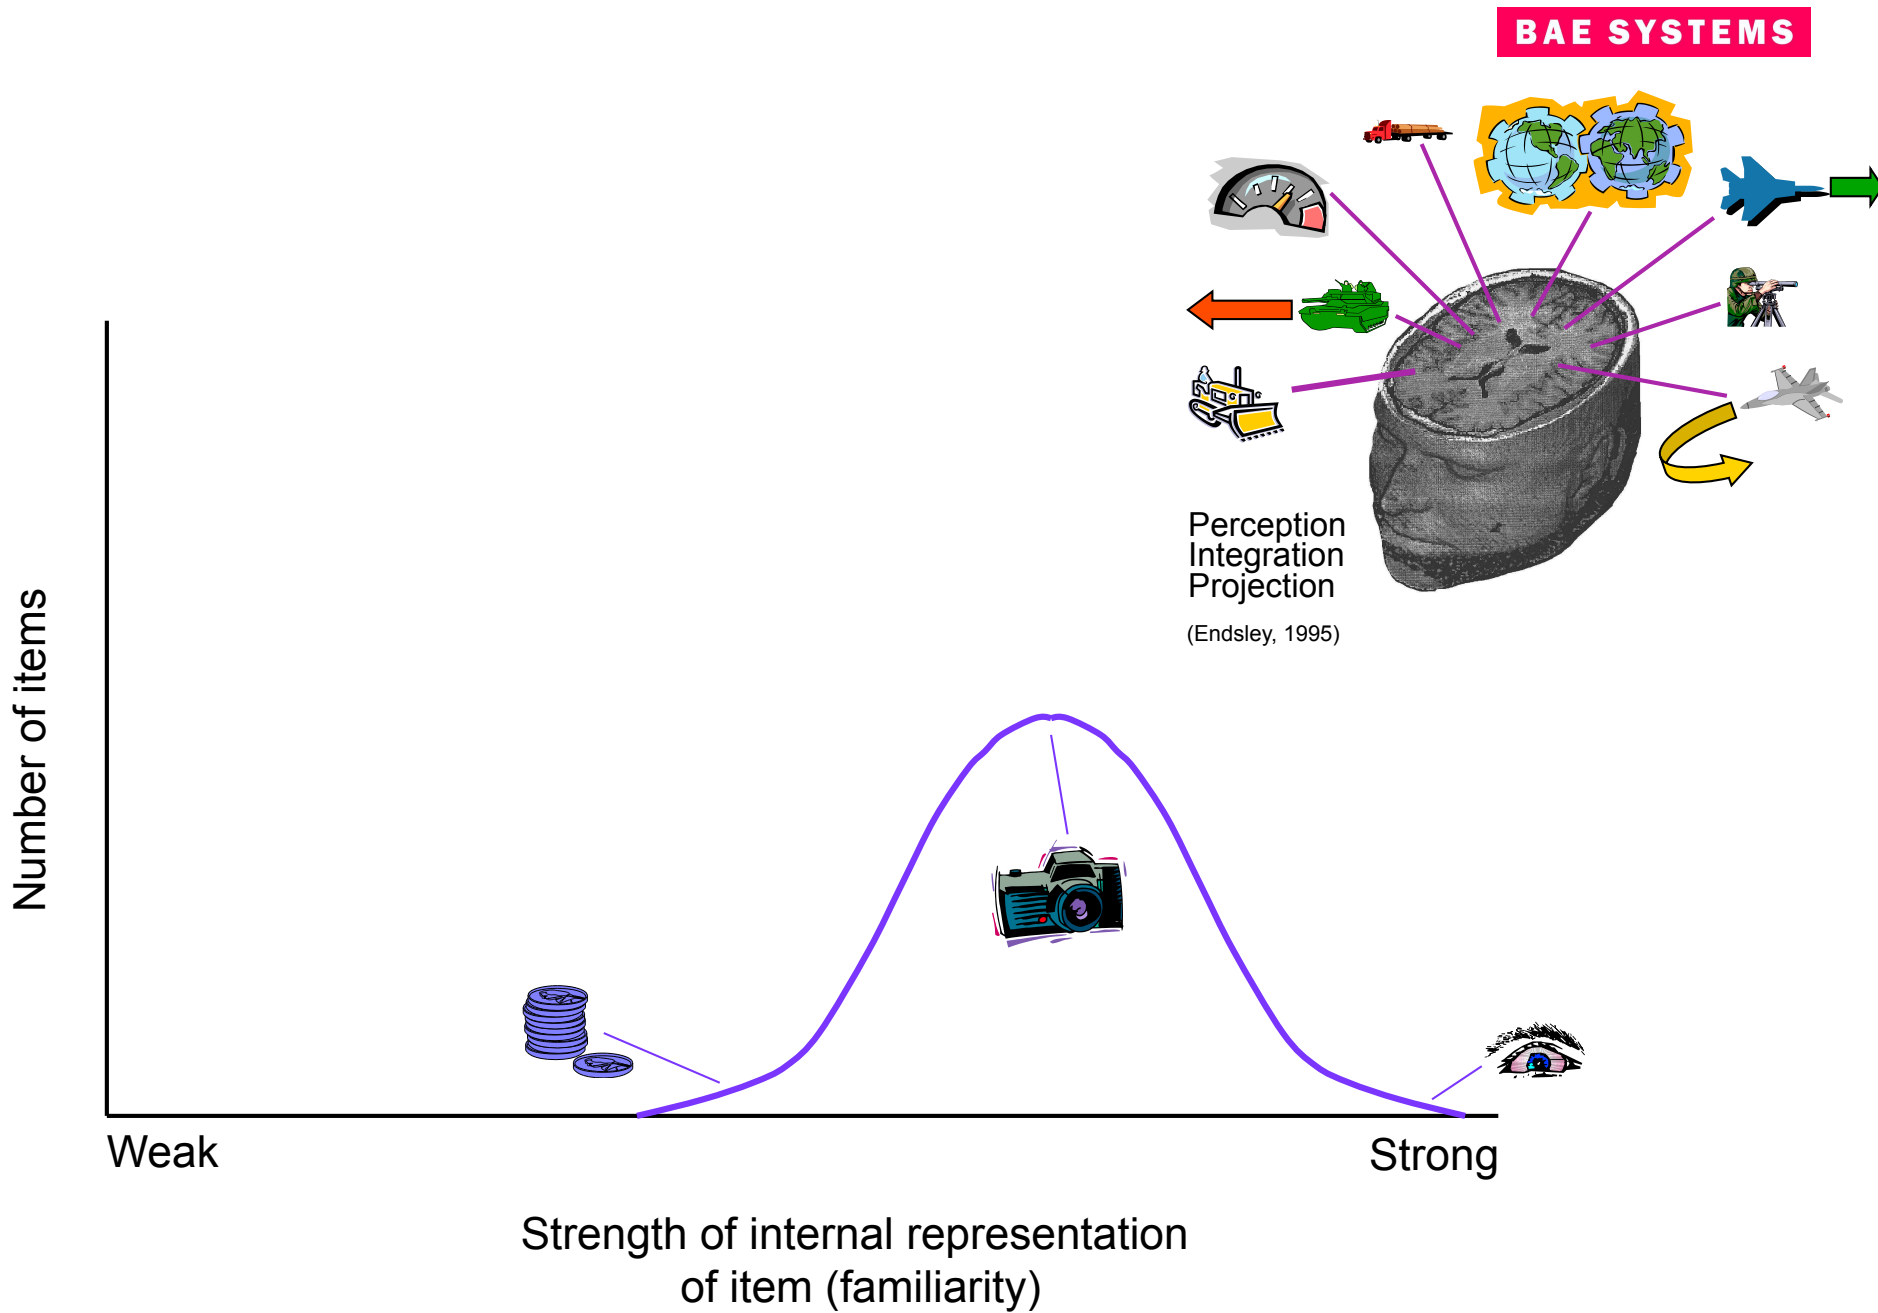 BAE SYSTEMS
Perception
Integration
Projection
(Endsley, 1995)
Number of items
Weak
Strong
Strength of internal representation
of item (familiarity)